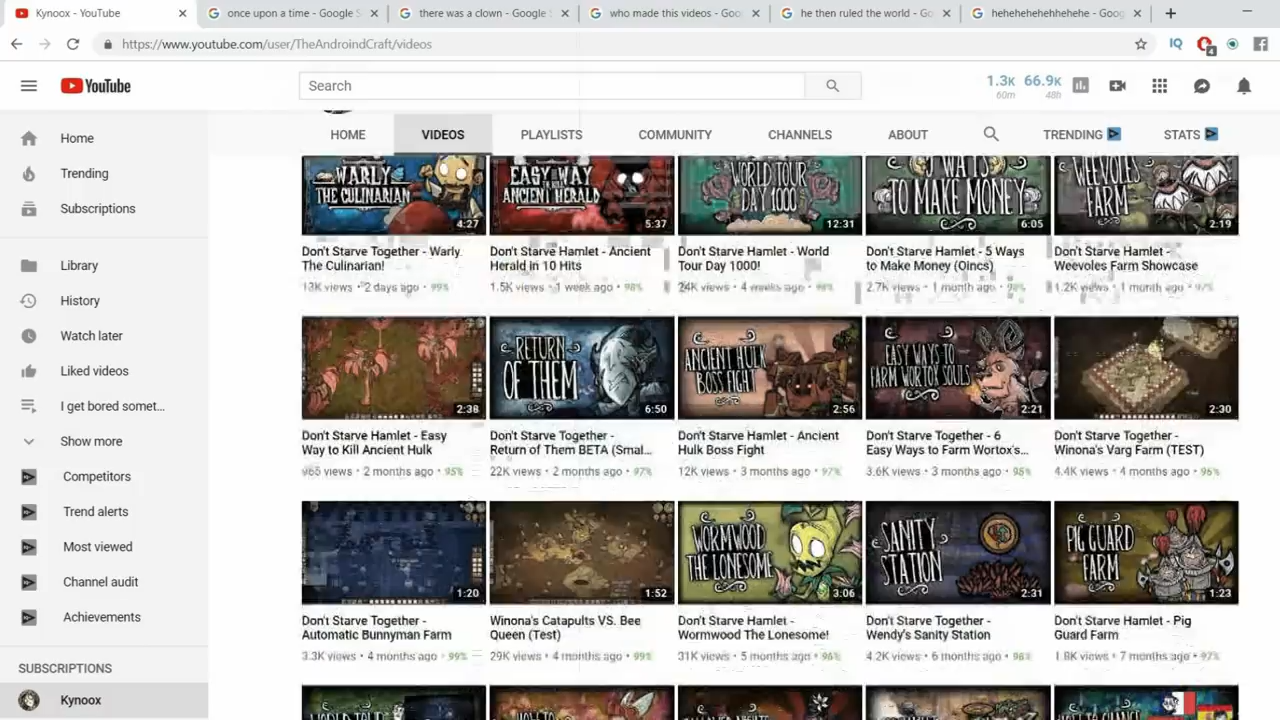 Kynoox - YouTube
once upon a time - Google S
there was a clown - Google S
who made this videos - Goo
he then ruled the world - Go
hehehehehhehehe - Goog
https://www.youtube.com/user/TheAndroindCraft/videos
IQ
4
YouTube
Search
1.3K 66.9K
60m 48h
HOME VIDEOS PLAYLISTS COMMUNITY CHANNELS ABOUT TRENDING STATS
Home
Trending
Subscriptions
Library
History
Watch later
Liked videos
I get bored somet...
Show more
Competitors
Trend alerts
Most viewed
Channel audit
Achievements
SUBSCRIPTIONS
Kynoox
WARLY
THE CULINARIAN
4:27
Don't Starve Together - Warly.
The Culinarian!
13K views • 2 days ago • 99%
EASY WAY
ANCIENT HERALD
5:37
Don't Starve Hamlet - Ancient
Herald in 10 Hits
1.5K views • 1 week ago • 98%
WORLD TOUR
DAY 1000
12:31
Don't Starve Hamlet - World
Tour Day 1000!
24K views • 4 weeks ago • 98%
5 WAYS
TO MAKE MONEY
6:05
Don't Starve Hamlet - 5 Ways
to Make Money (Oincs)
2.7K views • 1 month ago • 98%
WEEVOLES
FARM
2:19
Don't Starve Hamlet -
Weevoles Farm Showcase
1.2K views • 1 month ago • 97%
2:38
Don't Starve Hamlet - Easy
Way to Kill Ancient Hulk
965 views • 2 months ago • 95%
RETURN
OF THEM
6:50
Don't Starve Together -
Return of Them BETA (Smal...
22K views • 2 months ago • 97%
ANCIENT HULK
BOSS FIGHT
2:56
Don't Starve Hamlet - Ancient
Hulk Boss Fight
12K views • 3 months ago • 97%
EASY WAYS TO
FARM WORTOX SOULS
2:21
Don't Starve Together - 6
Easy Ways to Farm Wortox's...
3.6K views • 3 months ago • 98%
2:30
Don't Starve Together -
Winona's Varg Farm (TEST)
4.4K views • 4 months ago • 96%
1:20
Don't Starve Together -
Automatic Bunnyman Farm
3.3K views • 4 months ago • 99%
1:52
Winona's Catapults VS. Bee
Queen (Test)
29K views • 4 months ago • 99%
WORMWOOD
THE LONESOME
3:06
Don't Starve Hamlet -
Wormwood The Lonesome!
31K views • 5 months ago • 96%
SANITY
STATION
2:31
Don't Starve Together -
Wendy's Sanity Station
4.2K views • 6 months ago • 96%
PIG GUARD
FARM
1:23
Don't Starve Hamlet - Pig
Guard Farm
1.8K views • 7 months ago • 97%
WORLD TOUR